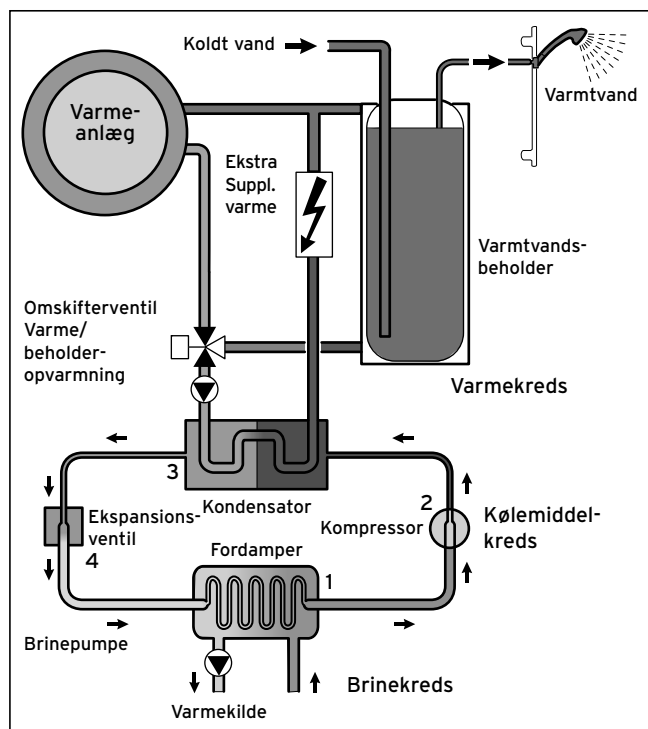 Koldt vand
Varmtvand
Varme-
anlæg
Ekstra
Suppl.
varme
Varmtvands-
beholder
Omskifterventil
Varme/
beholder-
opvarmning
Varmekreds
3
Kondensator
2
Kompressor
Kølemiddel-
kreds
Ekspansions-
ventil
4
Fordamper
1
Brinepumpe
Brinekreds
Varmekilde